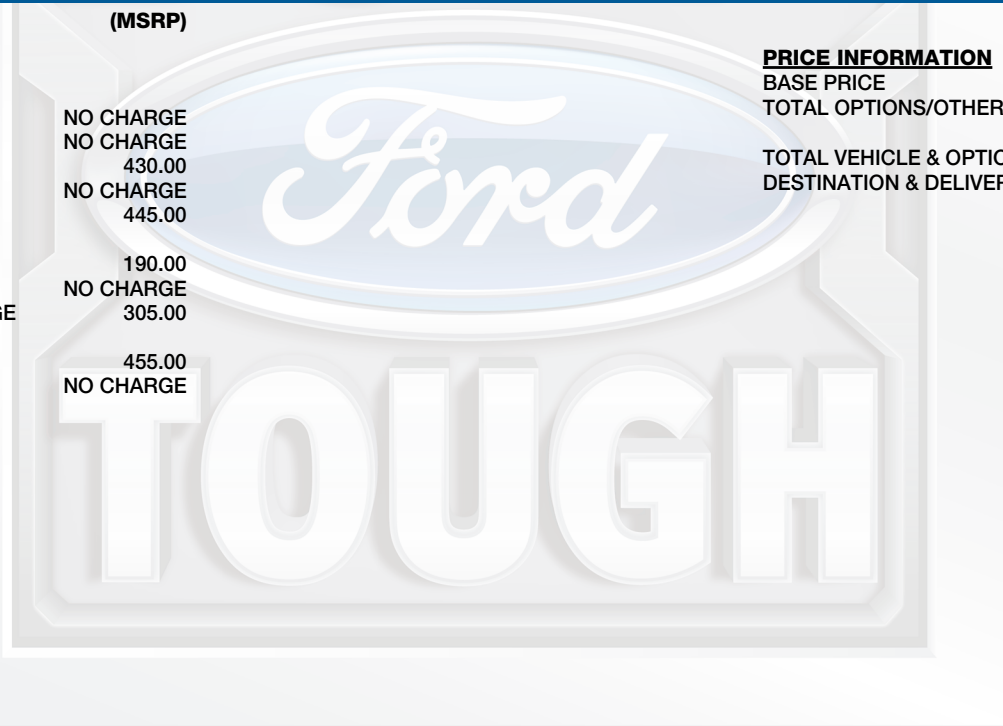 (MSRP)
NO CHARGE
NO CHARGE
430.00
NO CHARGE
445.00
190.00
NO CHARGE
GE 305.00
455.00
NO CHARGE
PRICE INFORMATION
BASE PRICE
TOTAL OPTIONS/OTHER
TOTAL VEHICLE & OPTIO
DESTINATION & DELIVER
Ford
TOUGH